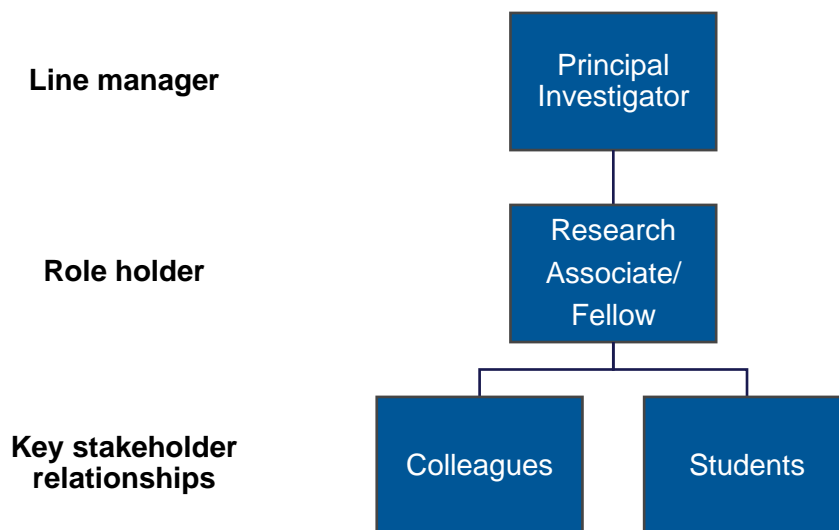 Line manager
Principal
Investigator
Role holder
Research
Associate/
Fellow
Key stakeholder
relationships
Colleagues
Students